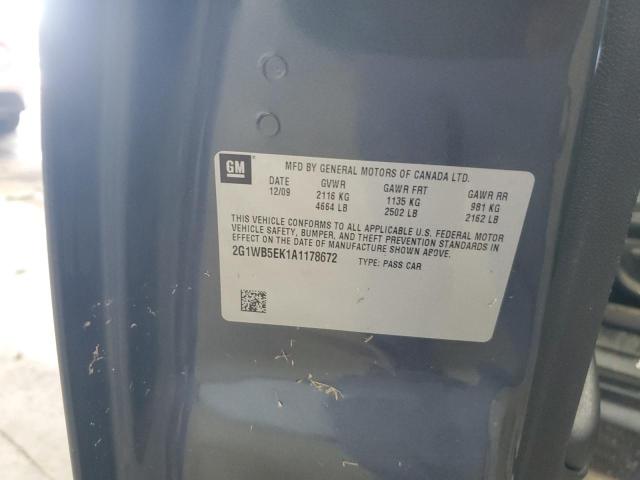 GM
MFD BY GENERAL MOTORS OF CANADA LTD.
DATE GVWR GAWR FRT GAWR RR
12/09 2116 KG 1135 KG 981 KG
4664 LB 2502 LB 2162 LB
THIS VEHICLE CONFORMS TO ALL APPLICABLE U.S. FEDERAL MOTOR
VEHICLE SAFETY, BUMPER, AND THEFT PREVENTION STANDARDS IN
EFFECT ON THE DATE OF MANUFACTURE SHOWN ABOVE.
2G1WB5EK1A1178672 TYPE: PASS CAR